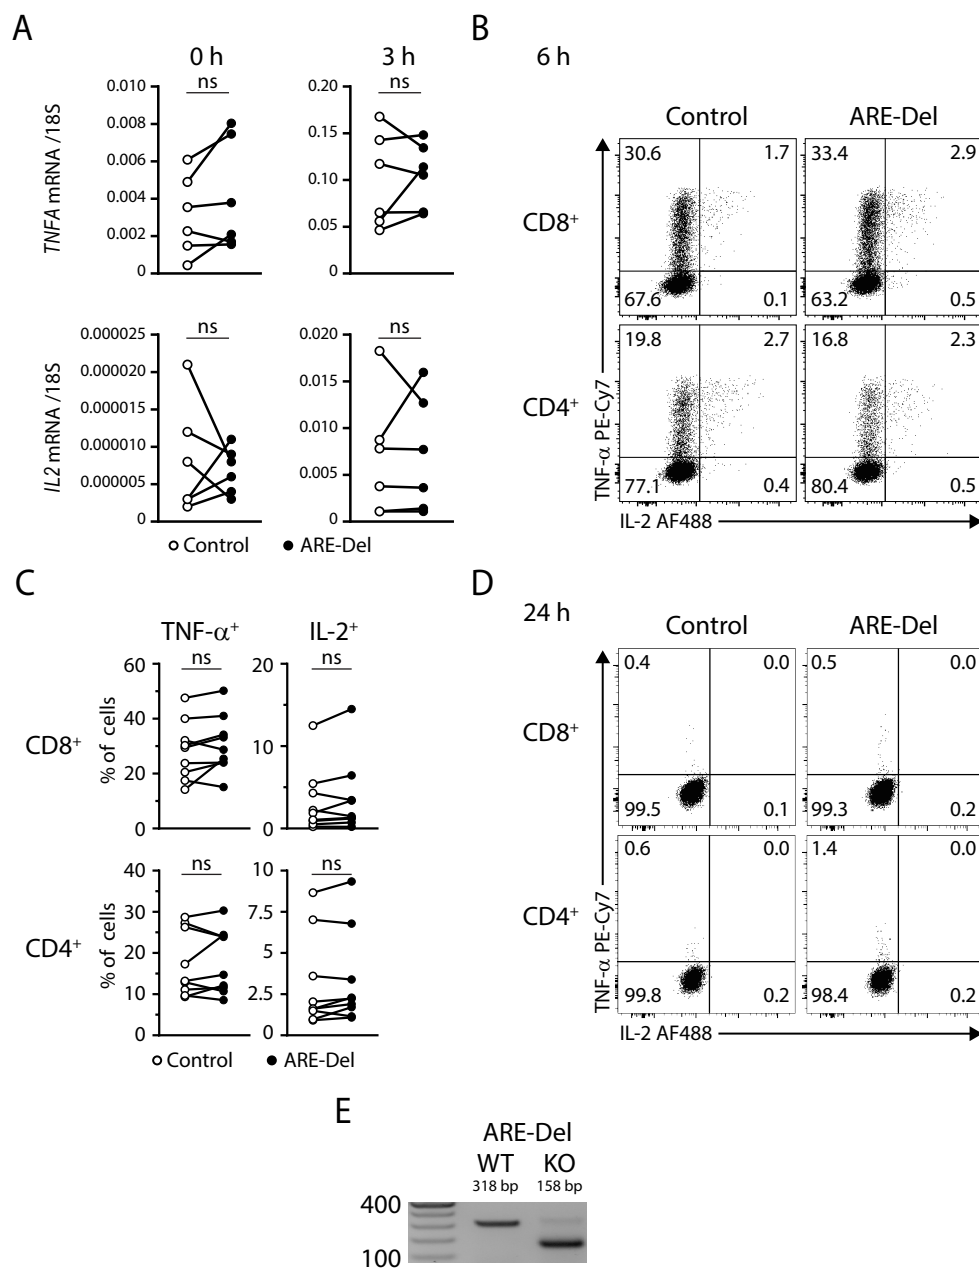 A
0 h
3 h
ns
ns
TNFA mRNA /18S
0.010
0.008
0.006
0.004
0.002
0
0.20
0.15
0.10
0.05
0
ns
ns
IL2 mRNA /18S
0.000025
0.000020
0.000015
0.000010
0.000005
0
0.020
0.015
0.010
0.005
0
Control
ARE-Del
B
6 h
Control
ARE-Del
CD8+
30.6
1.7
67.6
0.1
33.4
2.9
63.2
0.5
CD4+
19.8
2.7
77.1
0.4
16.8
2.3
80.4
0.5
TNF-α PE-Cy7
IL-2 AF488
C
TNF-α+
IL-2+
ns
ns
CD8+
% of cells
60
40
20
0
20
10
0
ns
ns
CD4+
% of cells
40
30
20
10
0
10
7.5
5
2.5
0
Control
ARE-Del
D
24 h
Control
ARE-Del
CD8+
0.4
0.0
99.5
0.1
0.5
0.0
99.3
0.2
CD4+
0.6
0.0
99.8
0.2
1.4
0.0
98.4
0.2
TNF-α PE-Cy7
IL-2 AF488
E
ARE-Del
WT KO
318 bp 158 bp
400
100